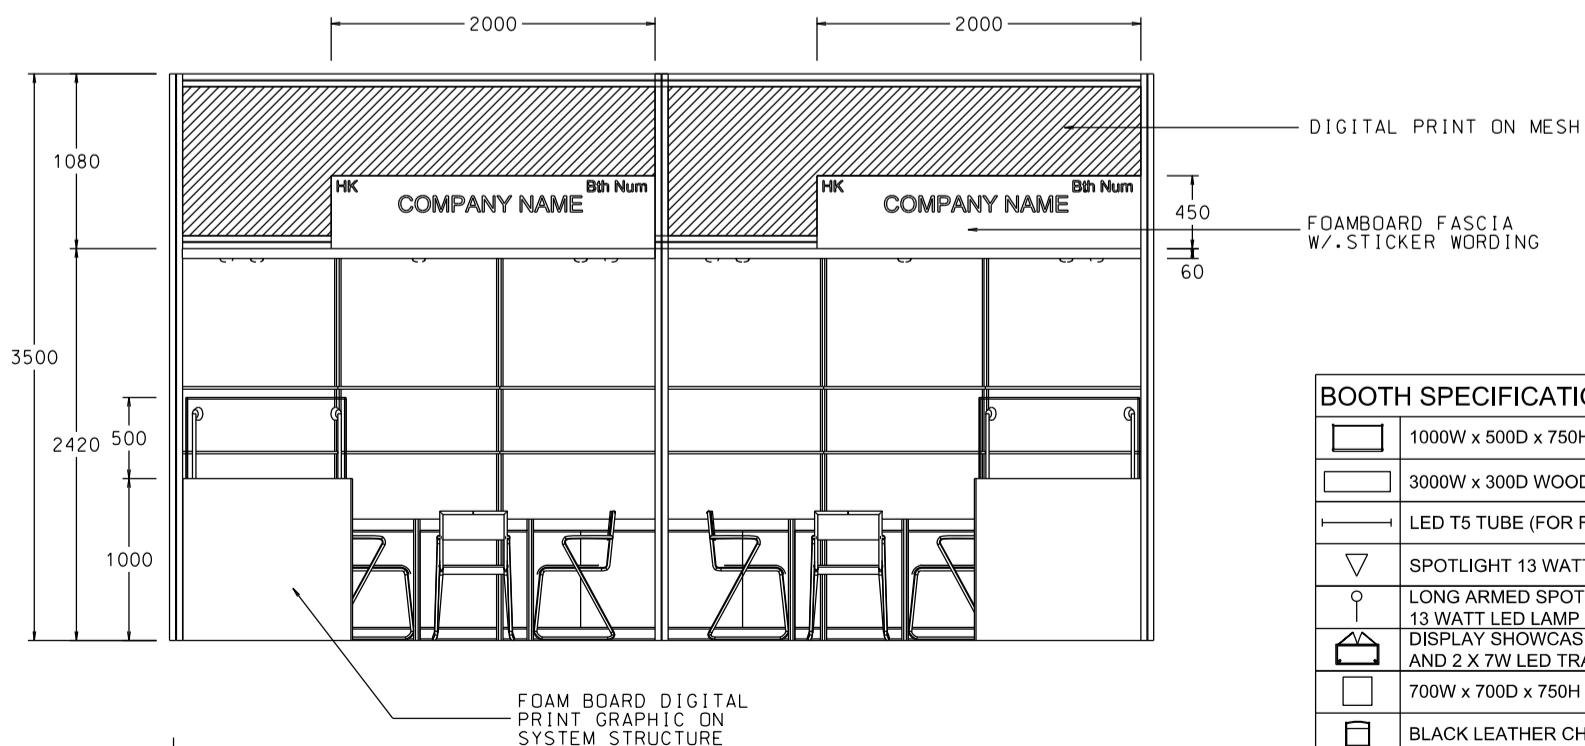 2000
2000
DIGITAL PRINT ON MESH
1080
HK
Bth Num
COMPANY NAME
HK
Bth Num
COMPANY NAME
450
FOAMBOARD FASCIA
W/.STICKER WORDING
60
3500
2420
500
1000
BOOTH SPECIFICATIO
1000W x 500D x 750H
3000W x 300D WOOD
LED T5 TUBE (FOR F
SPOTLIGHT 13 WATT
LONG ARMED SPOT
13 WATT LED LAMP
DISPLAY SHOWCAS
AND 2 X 7W LED TRA
700W x 700D x 750H
BLACK LEATHER CH
FOAM BOARD DIGITAL
PRINT GRAPHIC ON
SYSTEM STRUCTURE